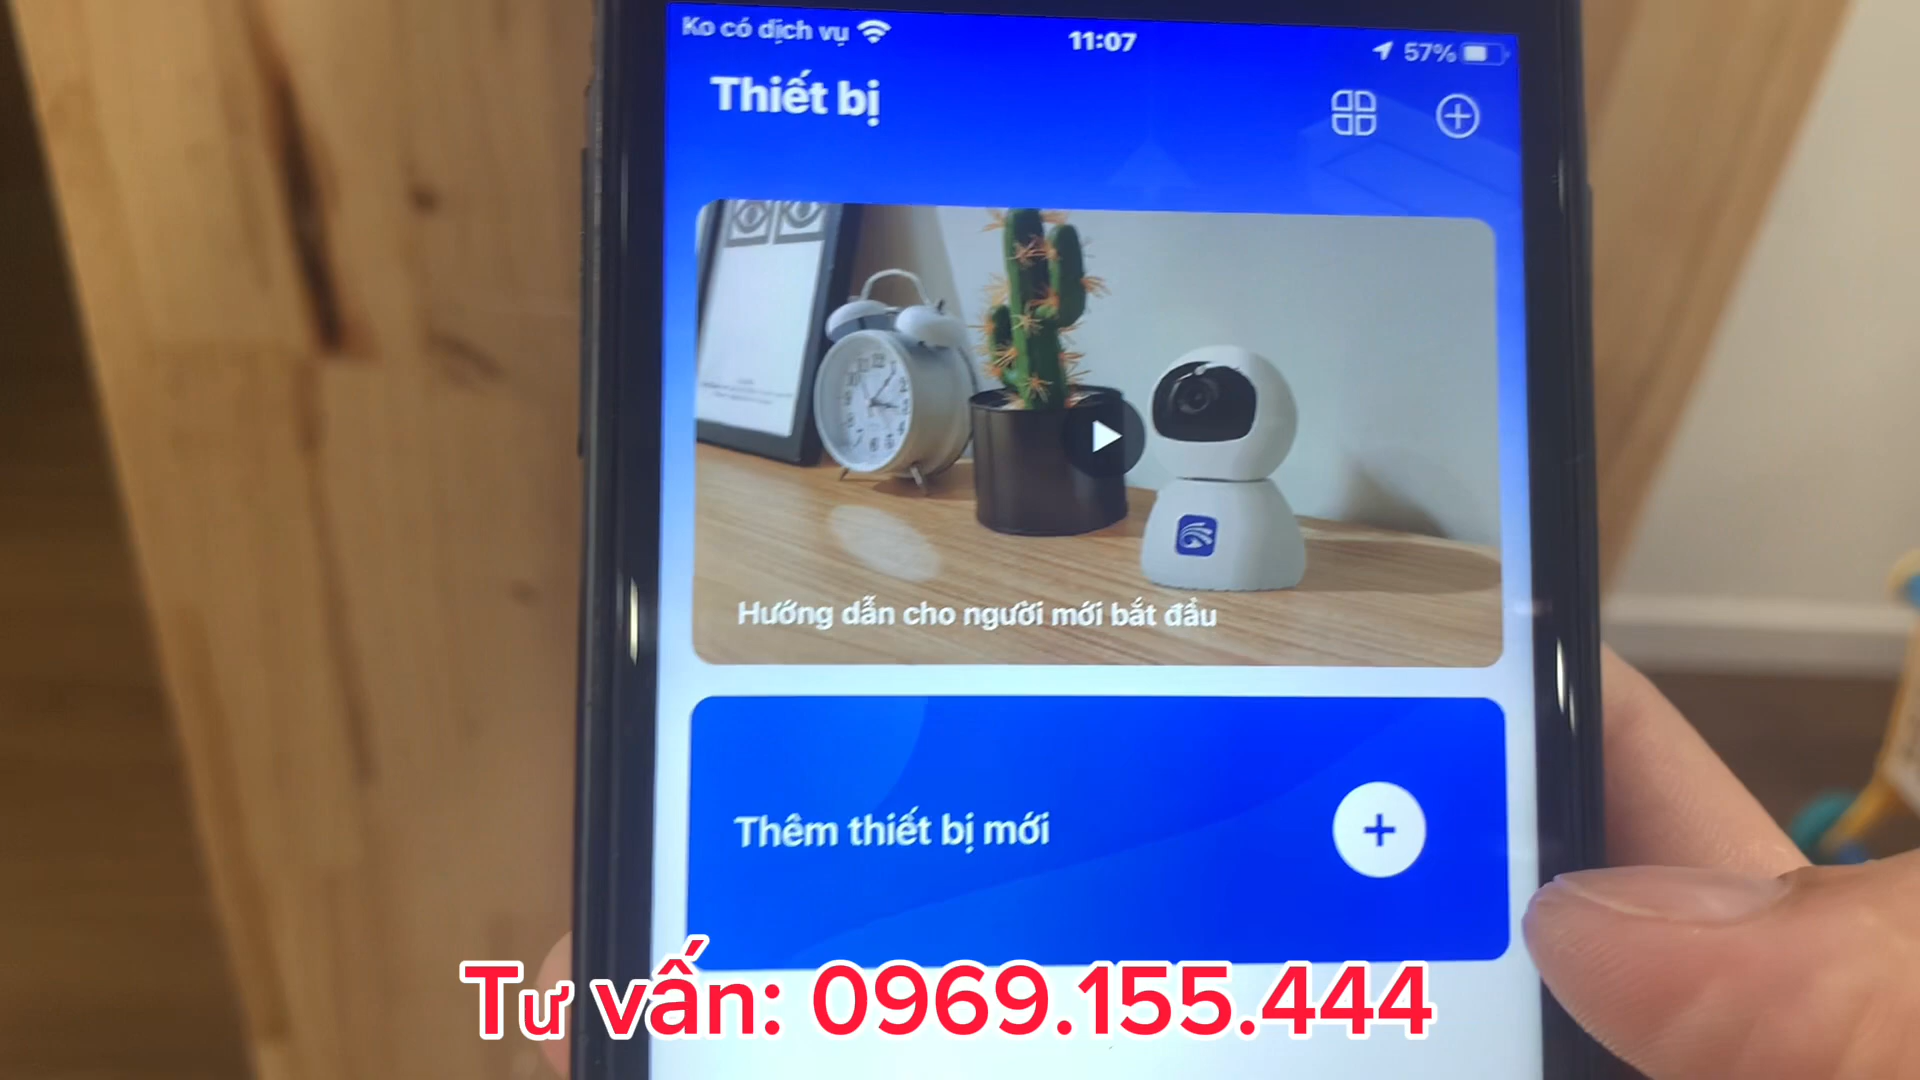 Ko có dịch vụ
11:07
57%
Thiết bị
Hướng dẫn cho người mới bắt đầu
Thêm thiết bị mới
Tư vấn: 0969.155.444